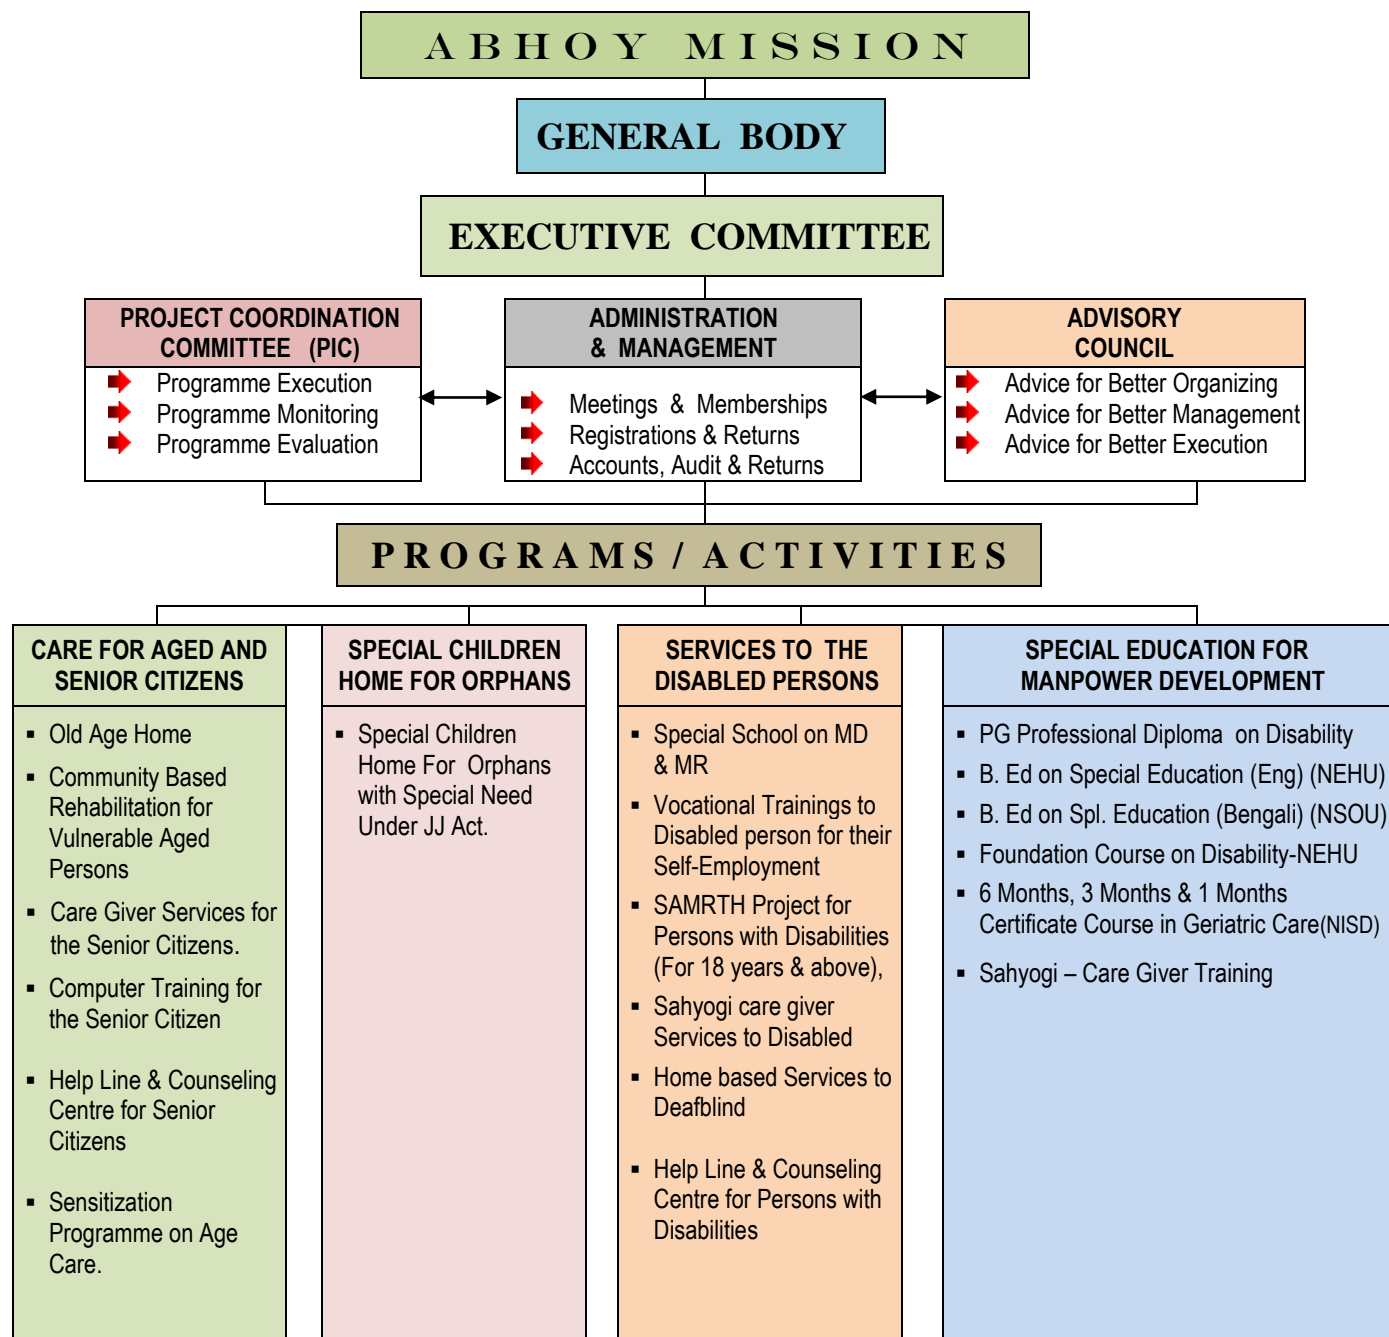 ABHOY MISSION
GENERAL BODY
EXECUTIVE COMMITTEE
PROJECT COORDINATION
COMMITTEE (PIC)
Programme Execution
Programme Monitoring
Programme Evaluation
ADMINISTRATION
& MANAGEMENT
Meetings & Memberships
Registrations & Returns
Accounts, Audit & Returns
ADVISORY
COUNCIL
Advice for Better Organizing
Advice for Better Management
Advice for Better Execution
PROGRAMS / ACTIVITIES
CARE FOR AGED AND
SENIOR CITIZENS
▪ Old Age Home
▪ Community Based
Rehabilitation for
Vulnerable Aged
Persons
▪ Care Giver Services for
the Senior Citizens.
▪ Computer Training for
the Senior Citizen
▪ Help Line & Counseling
Centre for Senior
Citizens
▪ Sensitization
Programme on Age
Care.
SPECIAL CHILDREN
HOME FOR ORPHANS
▪ Special Children
Home For Orphans
with Special Need
Under JJ Act.
SERVICES TO THE
DISABLED PERSONS
▪ Special School on MD
& MR
▪ Vocational Trainings to
Disabled person for their
Self-Employment
▪ SAMRTH Project for
Persons with Disabilities
(For 18 years & above),
▪ Sahyogi care giver
Services to Disabled
▪ Home based Services to
Deafblind
▪ Help Line & Counseling
Centre for Persons with
Disabilities
SPECIAL EDUCATION FOR
MANPOWER DEVELOPMENT
▪ PG Professional Diploma on Disability
▪ B. Ed on Special Education (Eng) (NEHU)
▪ B. Ed on Spl. Education (Bengali) (NSOU)
▪ Foundation Course on Disability-NEHU
▪ 6 Months, 3 Months & 1 Months
Certificate Course in Geriatric Care(NISD)
▪ Sahyogi – Care Giver Training